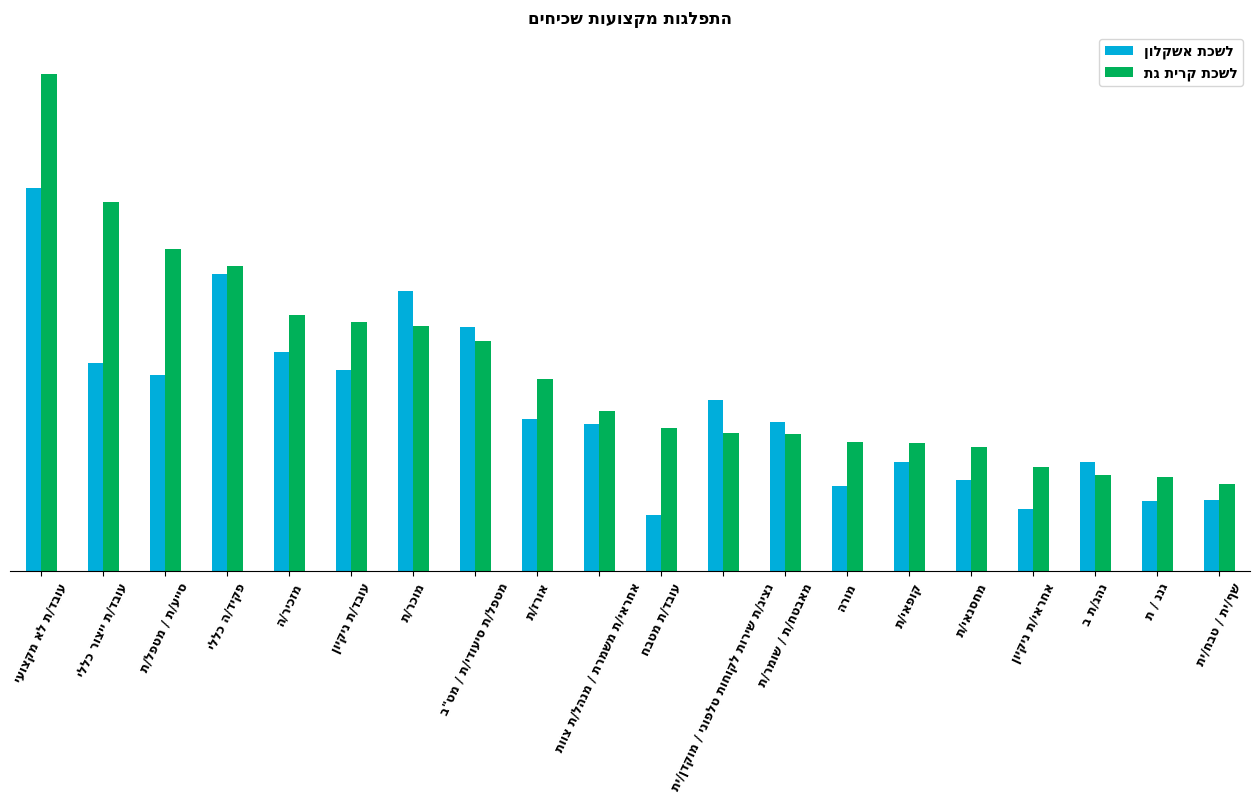 התפלגות מקצועות שכיחים
לשכת אשקלון
לשכת קרית גת
עובד/ת לא מקצועי
עובד/ת ייצור כללי
סייע/ת / מטפל/ת
פקיד/ה כללי
מזכיר/ה
עובד/ת ניקיון
מוכר/ת
מטפל/ת סיעודי/ת / מט"ב
אורז/ת
אחראי/ת משמרת / מנהל/ת צוות
עובד/ת מטבח
נציג/ת שירות לקוחות טלפוני / מוקדן/ית
מאבטח/ת / שומר/ת
מורה
קופאי/ת
מחסנאי/ת
אחראי/ת ניקיון
נהג/ת ב
גנן / ת
שף/ית / טבח/ית